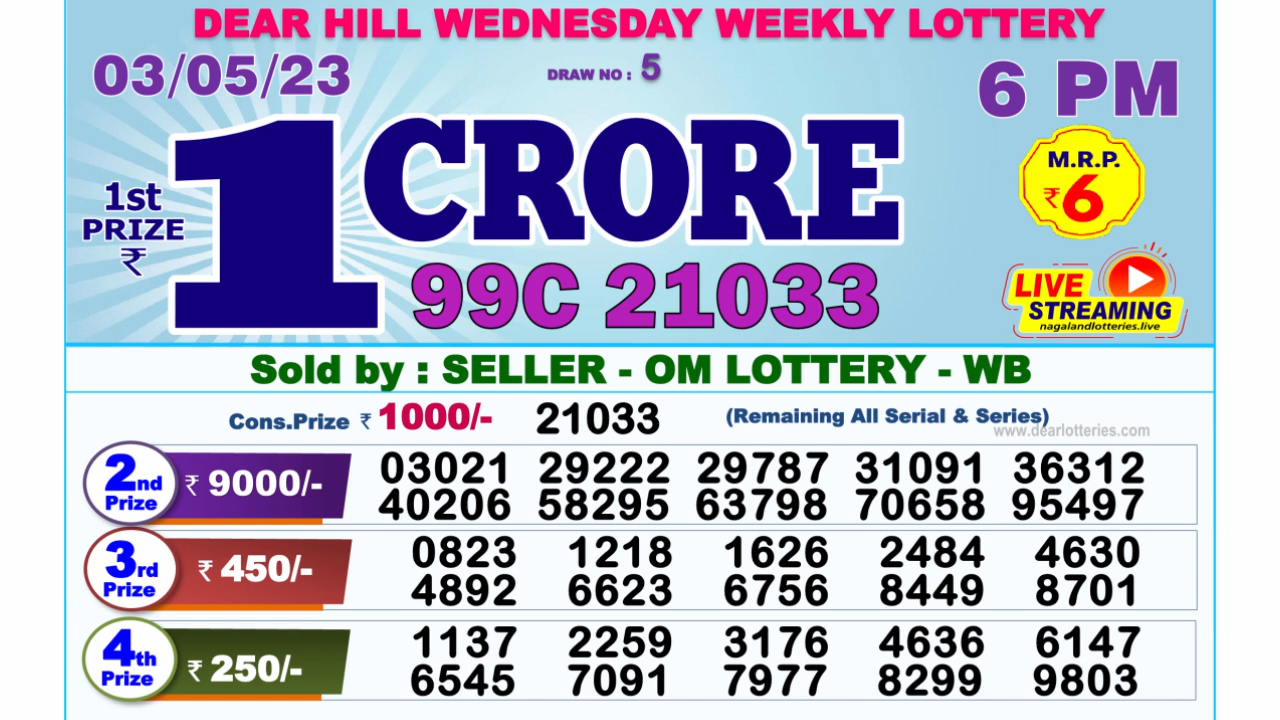 DEAR HILL WEDNESDAY WEEKLY LOTTERY
03/05/23
DRAW NO : 5
6 PM
1st
PRIZE
₹
1 CRORE
M.R.P.
₹6
99C 21033
LIVE
STREAMING
nagalandlotteries.live
Sold by : SELLER - OM LOTTERY - WB
Cons.Prize ₹ 1000/- 21033 (Remaining All Serial & Series)
www.dearlotteries.com
2nd Prize ₹ 9000/-
03021 29222 29787 31091 36312
40206 58295 63798 70658 95497
3rd Prize ₹ 450/-
0823 1218 1626 2484 4630
4892 6623 6756 8449 8701
4th Prize ₹ 250/-
1137 2259 3176 4636 6147
6545 7091 7977 8299 9803